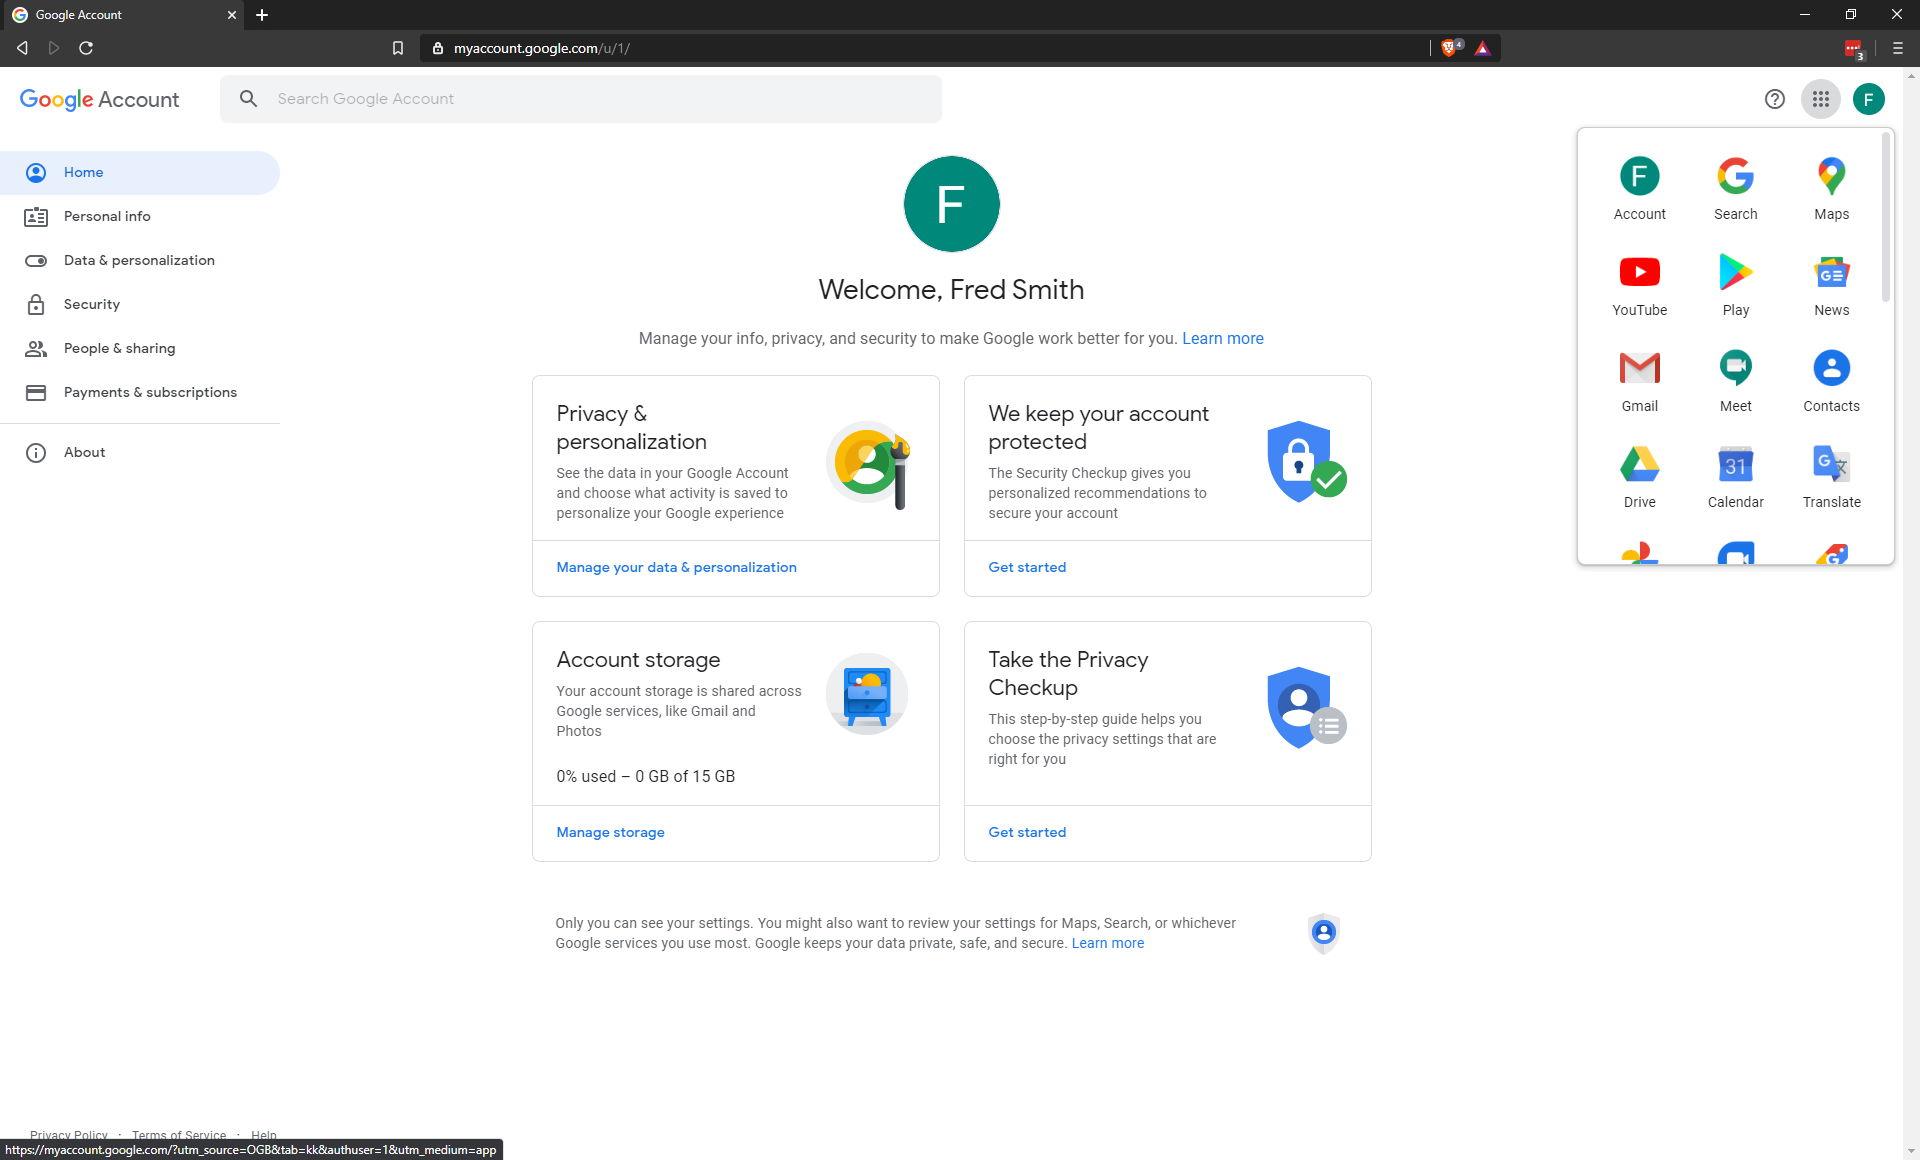 Google Account
myaccount.google.com/u/1/
4
3
Google Account
Search Google Account
F
Home
Personal info
Data & personalization
Security
People & sharing
Payments & subscriptions
About
F
Welcome, Fred Smith
Manage your info, privacy, and security to make Google work better for you. Learn more
Privacy &
personalization
See the data in your Google Account
and choose what activity is saved to
personalize your Google experience
Manage your data & personalization
We keep your account
protected
The Security Checkup gives you
personalized recommendations to
secure your account
Get started
Account storage
Your account storage is shared across
Google services, like Gmail and
Photos
0% used – 0 GB of 15 GB
Manage storage
Take the Privacy
Checkup
This step-by-step guide helps you
choose the privacy settings that are
right for you
Get started
Only you can see your settings. You might also want to review your settings for Maps, Search, or whichever
Google services you use most. Google keeps your data private, safe, and secure. Learn more
F
Account
Search
Maps
YouTube
Play
News
Gmail
Meet
Contacts
31
Drive
Calendar
Translate
Privacy Policy · Terms of Service · Help
https://myaccount.google.com/?utm_source=OGB&tab=kk&authuser=1&utm_medium=app